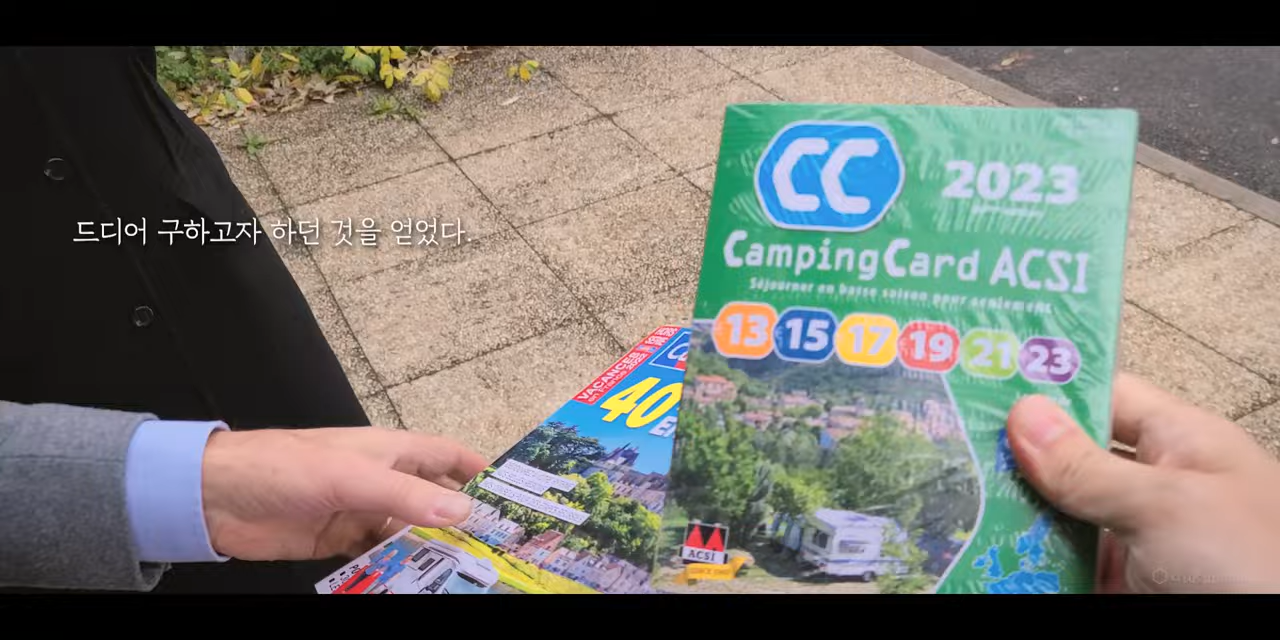 드디어 구하고자 하던 것을 얻었다.
CC
2023
CampingCard ACSI
Séjourner en basse saison pour seulement
13 15 17 19 21 23
VACANCES
40
ACSI